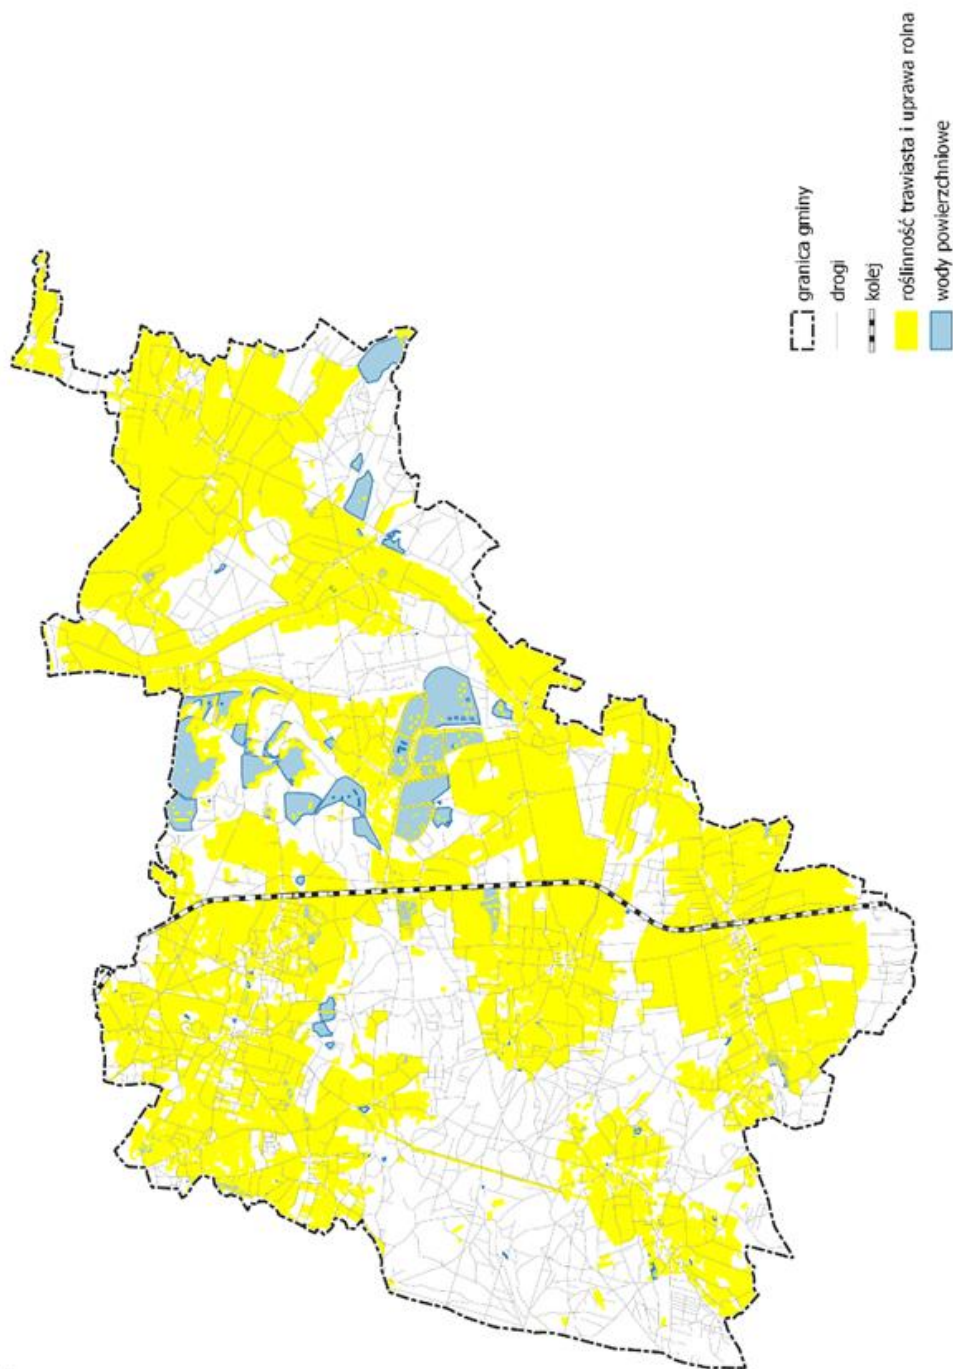 granica gminy
drogi
kolej
roślinność trawiasta i uprawa rolna
wody powierzchniowe